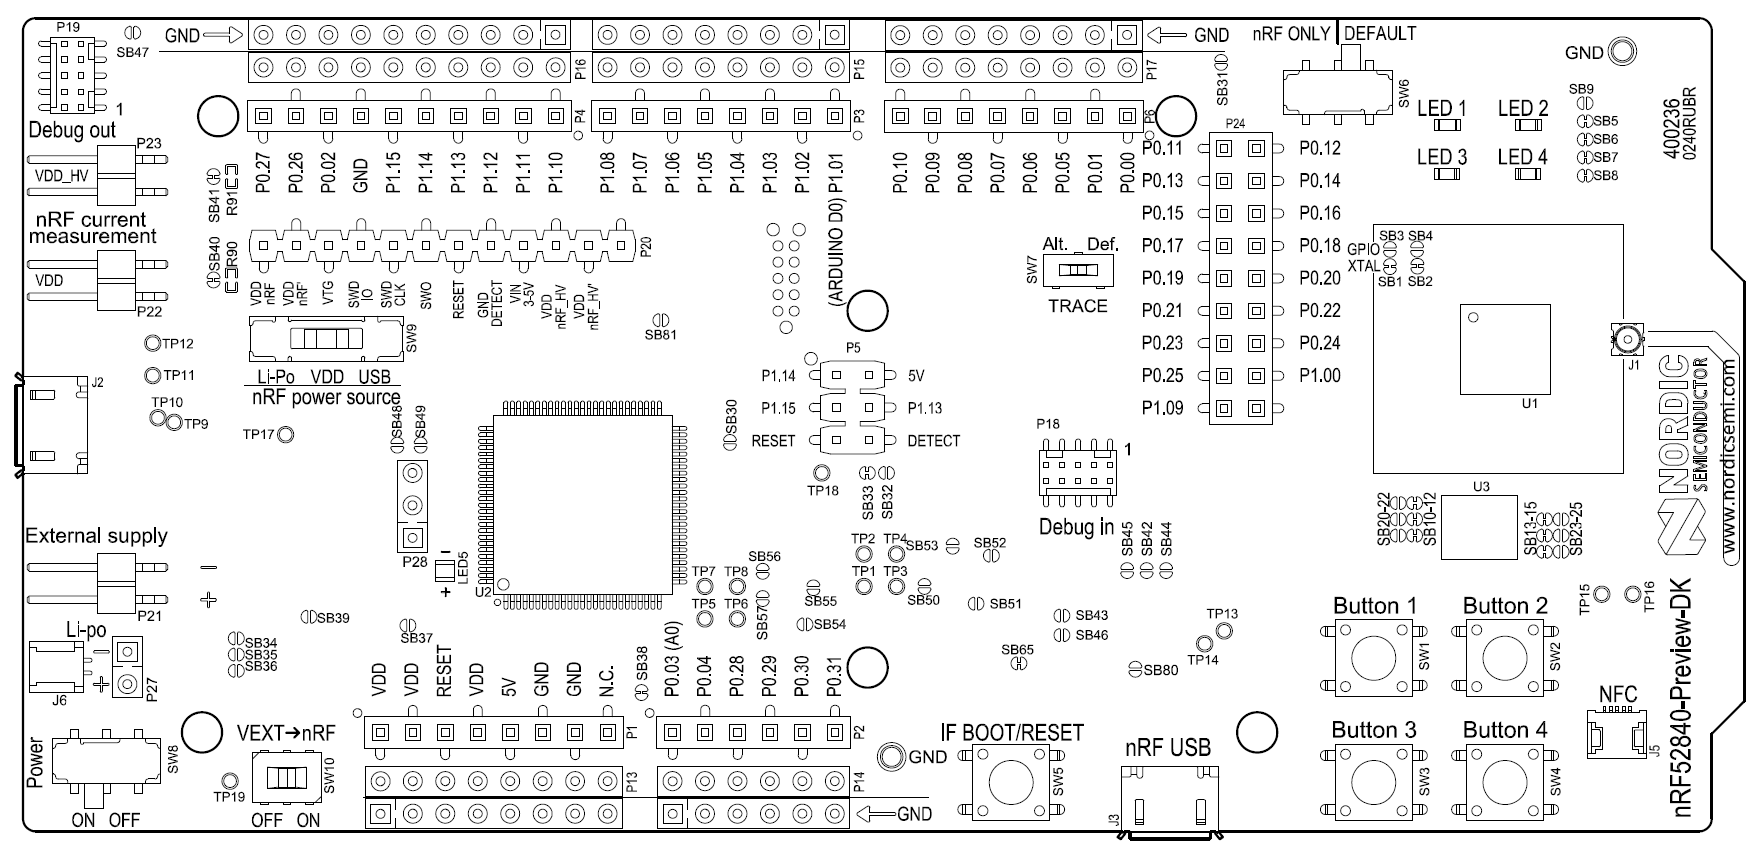 P19
SB47
GND
GND
nRF ONLY
DEFAULT
GND
P16
P15
P17
SB31
SW6
SB9
SB5
SB6
SB7
SB8
LED 1
LED 2
LED 3
LED 4
400236
0240RUBR
1
Debug out
P23
VDD_HV
P4
P3
P6
P24
P0.27
P0.26
P0.02
GND
P1.15
P1.14
P1.13
P1.12
P1.11
P1.10
P1.08
P1.07
P1.06
P1.05
P1.04
P1.03
P1.02
(ARDUINO D0) P1.01
P0.10
P0.09
P0.08
P0.07
P0.06
P0.05
P0.01
P0.00
P0.11
P0.12
P0.13
P0.14
P0.15
P0.16
P0.17
P0.18
P0.19
P0.20
P0.21
P0.22
P0.23
P0.24
P0.25
P1.00
P1.09
SB41
R91
SB40
R90
nRF current
measurement
VDD
P22
P20
VDD
nRF
VDD
nRF'
VTG
SWD
IO
SWD
CLK
SWO
RESET
GND
DETECT
VIN
3-5V
VDD
nRF_HV
VDD
nRF_HV'
SW9
SB81
Alt.
Def.
SW7
TRACE
GPIO
XTAL
SB3
SB4
SB1
SB2
U1
J1
NORDIC
SEMICONDUCTOR
www.nordicsemi.com
TP12
TP11
TP10
TP9
J2
Li-Po
VDD
USB
nRF power source
TP17
SB48
SB49
P28
LED5
-
+
U2
SB30
P5
P1.14
5V
P1.15
P1.13
RESET
DETECT
TP18
SB33
SB32
P18
1
Debug in
SB45
SB42
SB44
U3
SB20-22
SB10-12
SB13-15
SB23-25
External supply
P21
-
+
SB56
TP7
TP8
TP5
TP6
SB57
TP2
TP4
TP1
TP3
SB53
SB52
SB55
SB50
SB51
SB54
SB43
SB46
SB65
SB80
TP13
TP14
TP15
TP16
Li-po
-
+
J6
P27
SB34
SB35
SB36
SB39
SB37
SB38
VDD
VDD
RESET
VDD
5V
GND
GND
N.C.
P0.03 (A0)
P0.04
P0.28
P0.29
P0.30
P0.31
P1
P2
P13
P14
GND
GND
Power
SW8
ON
OFF
TP19
VEXT→nRF
SW10
OFF
ON
IF BOOT/RESET
SW5
nRF USB
J3
Button 1
SW1
Button 2
SW2
Button 3
SW3
Button 4
SW4
NFC
J5
nRF52840-Preview-DK